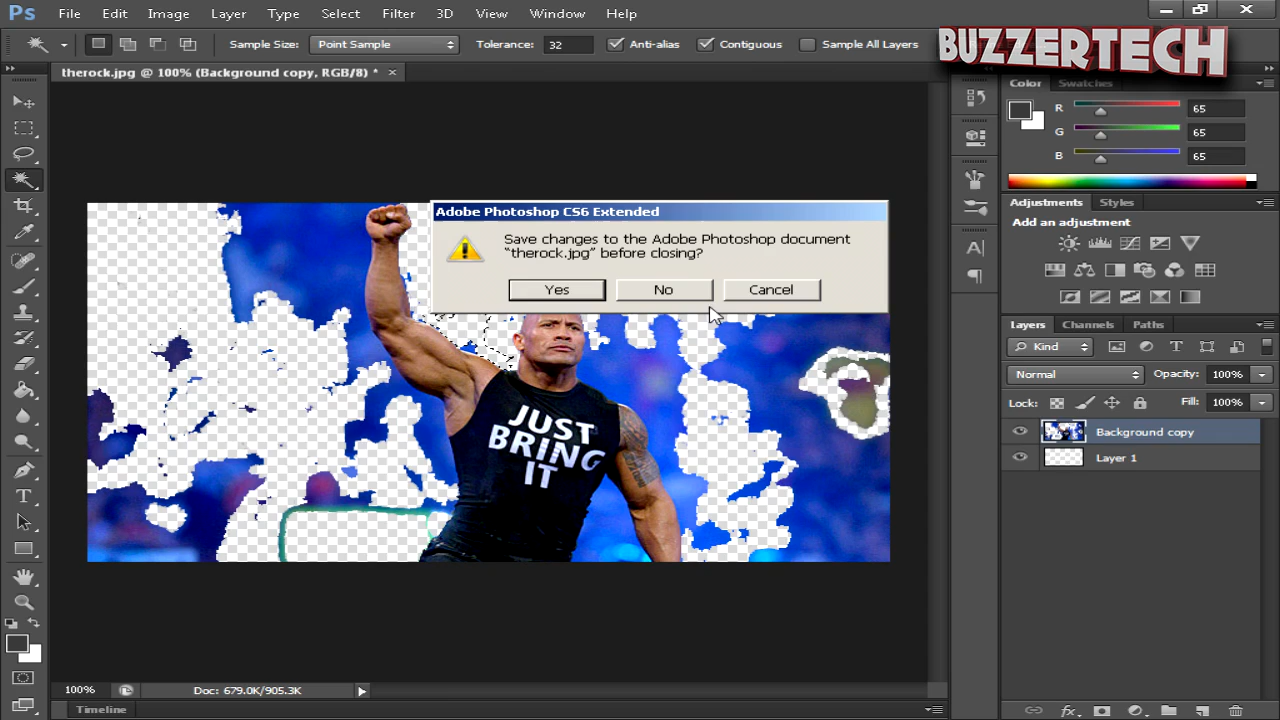 Ps File Edit Image Layer Type Select Filter 3D View Window Help
Sample Size: Point Sample Tolerance: 32 Anti-alias Contiguous Sample All Layers
BUZZERTECH
therock.jpg @ 100% (Background copy, RGB/8) * ×
Color Swatches
R 65
G 65
B 65
Adjustments Styles
Add an adjustment
Adobe Photoshop CS6 Extended
Save changes to the Adobe Photoshop document
"therock.jpg" before closing?
Yes No Cancel
JUST
BRING
IT
Layers Channels Paths
Kind
Normal Opacity: 100%
Lock: Fill: 100%
Background copy
Layer 1
100% Doc: 679.0K/905.3K
Timeline